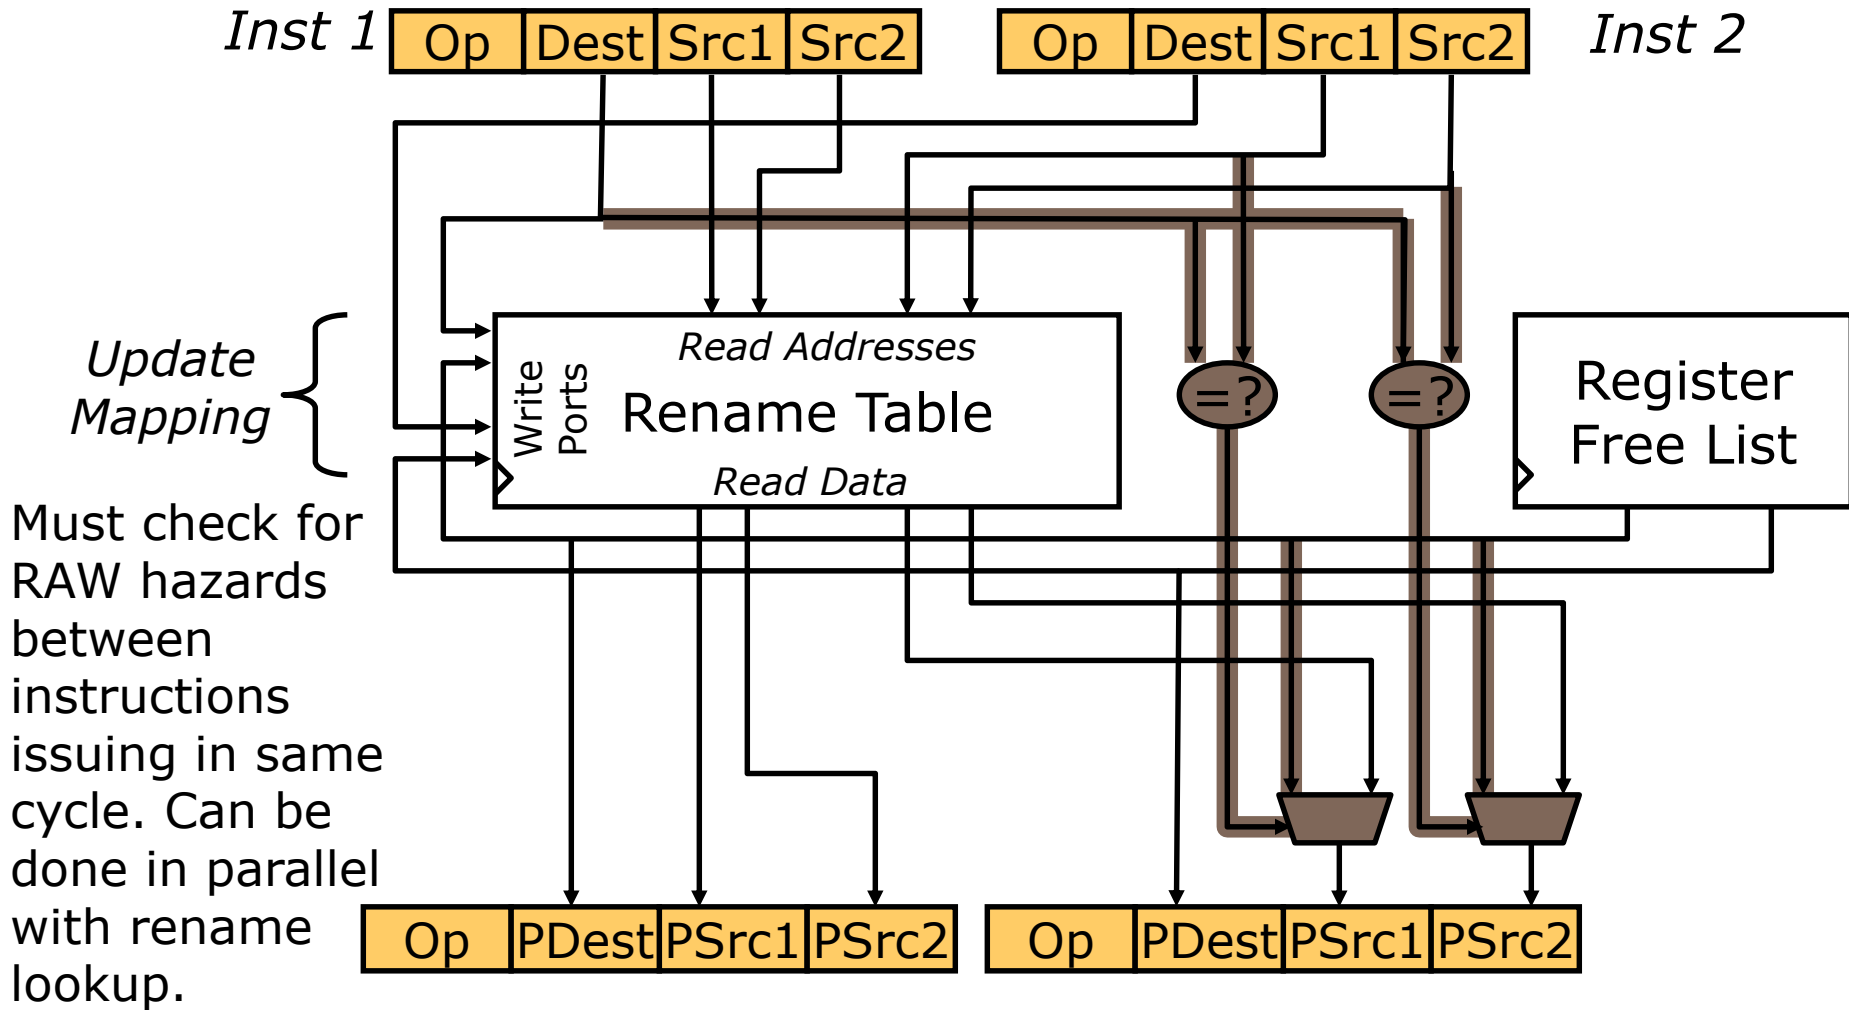 Inst 1 Op Dest Src1 Src2 Op Dest Src1 Src2 Inst 2
Update
Mapping
Write
Ports
Read Addresses
Rename Table
Read Data
=? =?
Register
Free List
Must check for
RAW hazards
between
instructions
issuing in same
cycle. Can be
done in parallel
with rename
lookup.
Op PDest PSrc1 PSrc2 Op PDest PSrc1 PSrc2